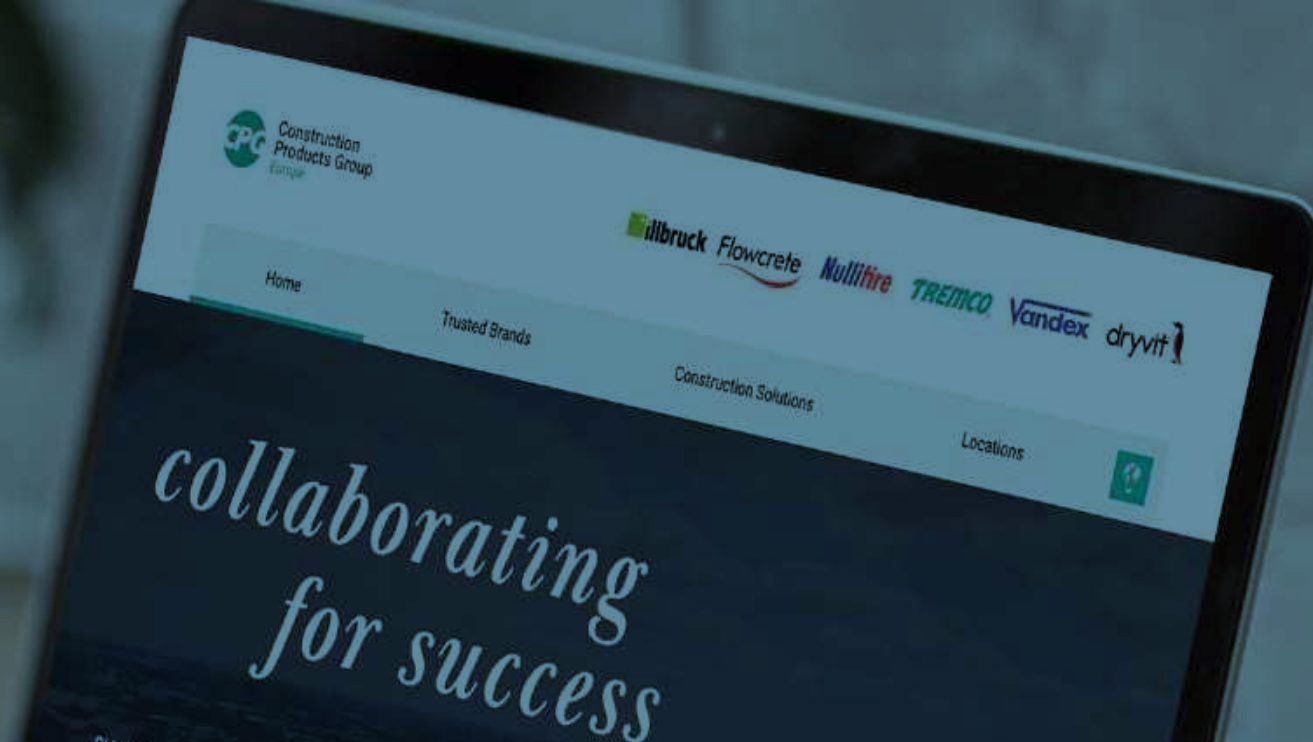 CPG
Construction
Products Group
Europe
illbruck Flowcrete Nullifire TREMCO Vandex dryvit
Home Trusted Brands Construction Solutions Locations
collaborating
for success